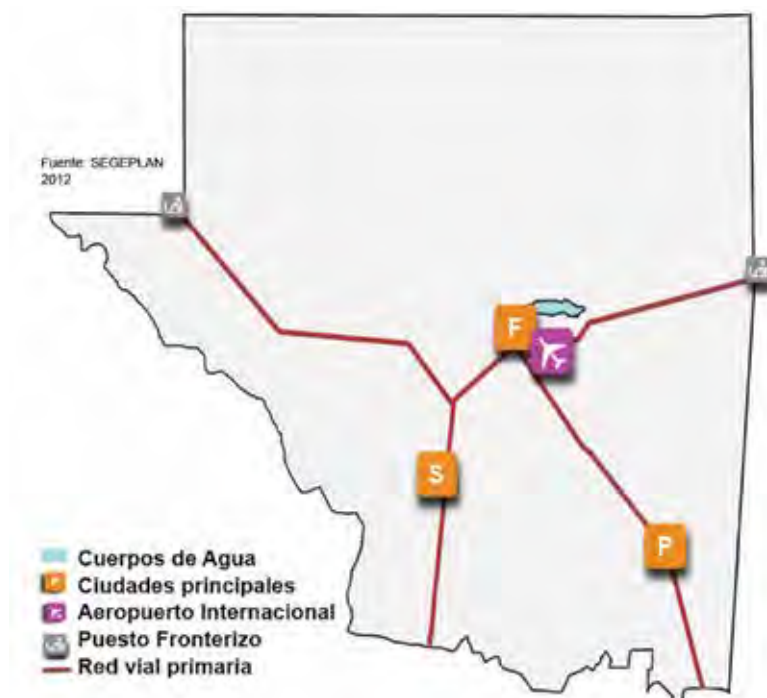 Fuente: SEGEPLAN
2012
F
S
P
Cuerpos de Agua
Ciudades principales
Aeropuerto Internacional
Puesto Fronterizo
Red vial primaria